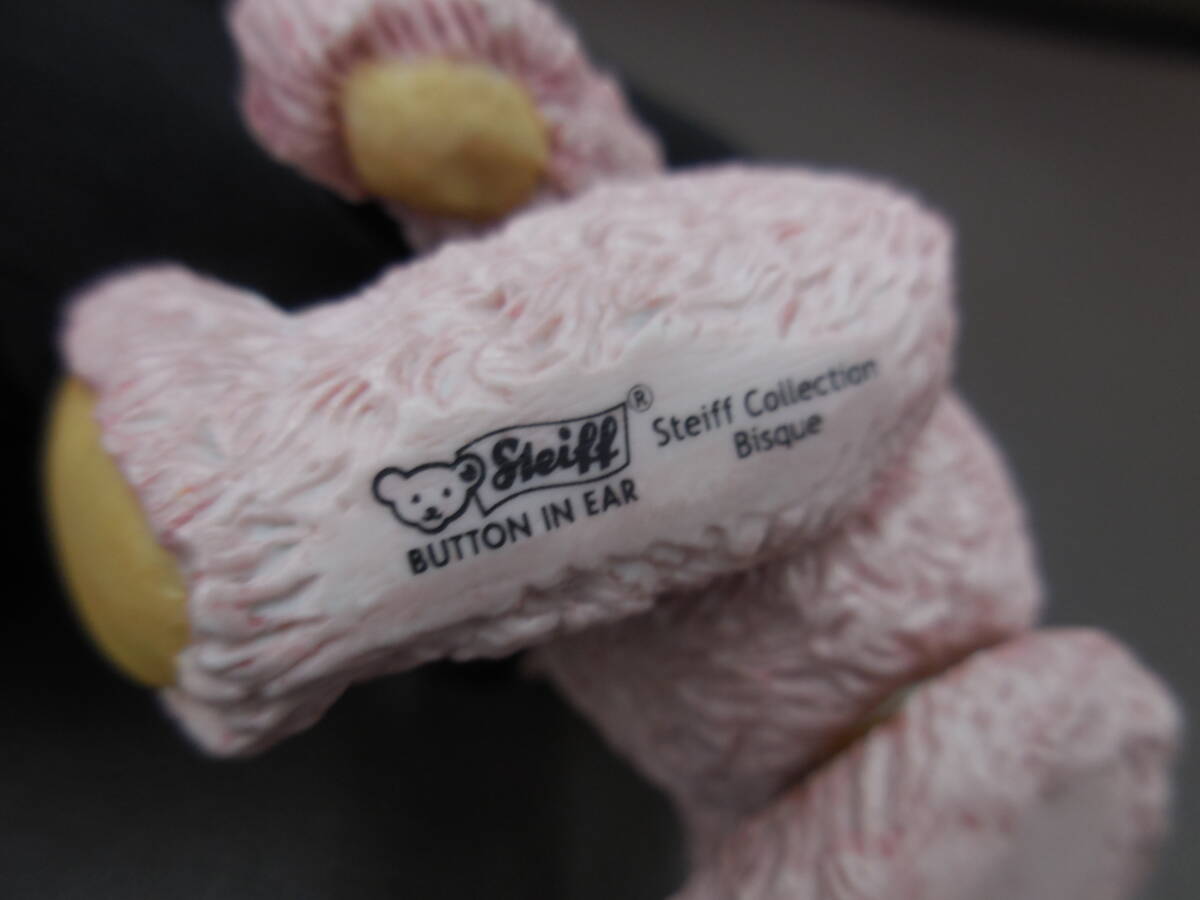 Steiff®
BUTTON IN EAR
Steiff Collection
Bisque